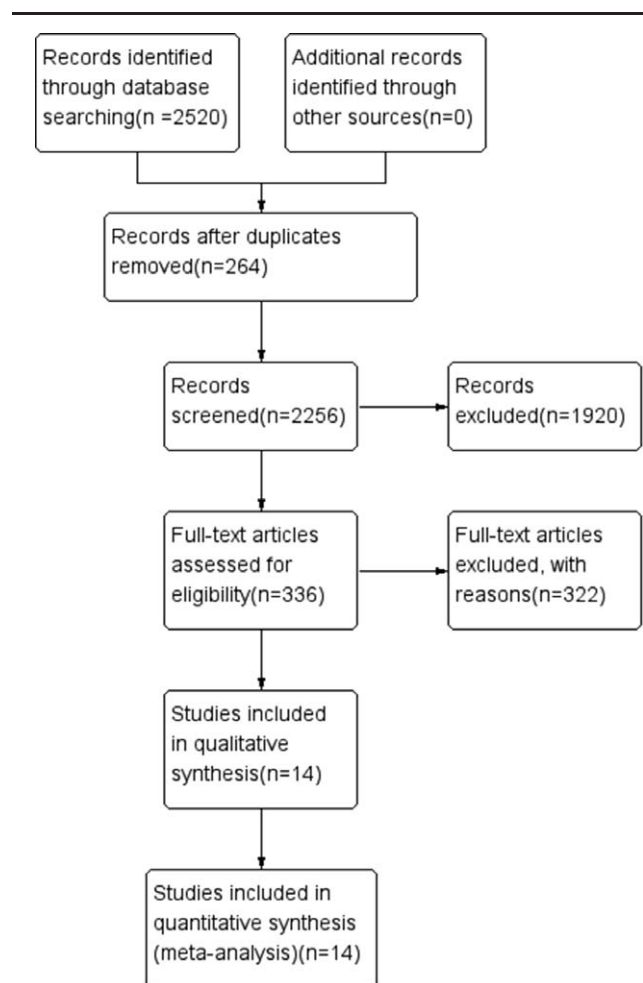 Records identified
through database
searching(n =2520)
Additional records
identified through
other sources(n=0)
Records after duplicates
removed(n=264)
Records
screened(n=2256)
Records
excluded(n=1920)
Full-text articles
assessed for
eligibility(n=336)
Full-text articles
excluded, with
reasons(n=322)
Studies included
in qualitative
synthesis(n=14)
Studies included in
quantitative synthesis
(meta-analysis)(n=14)